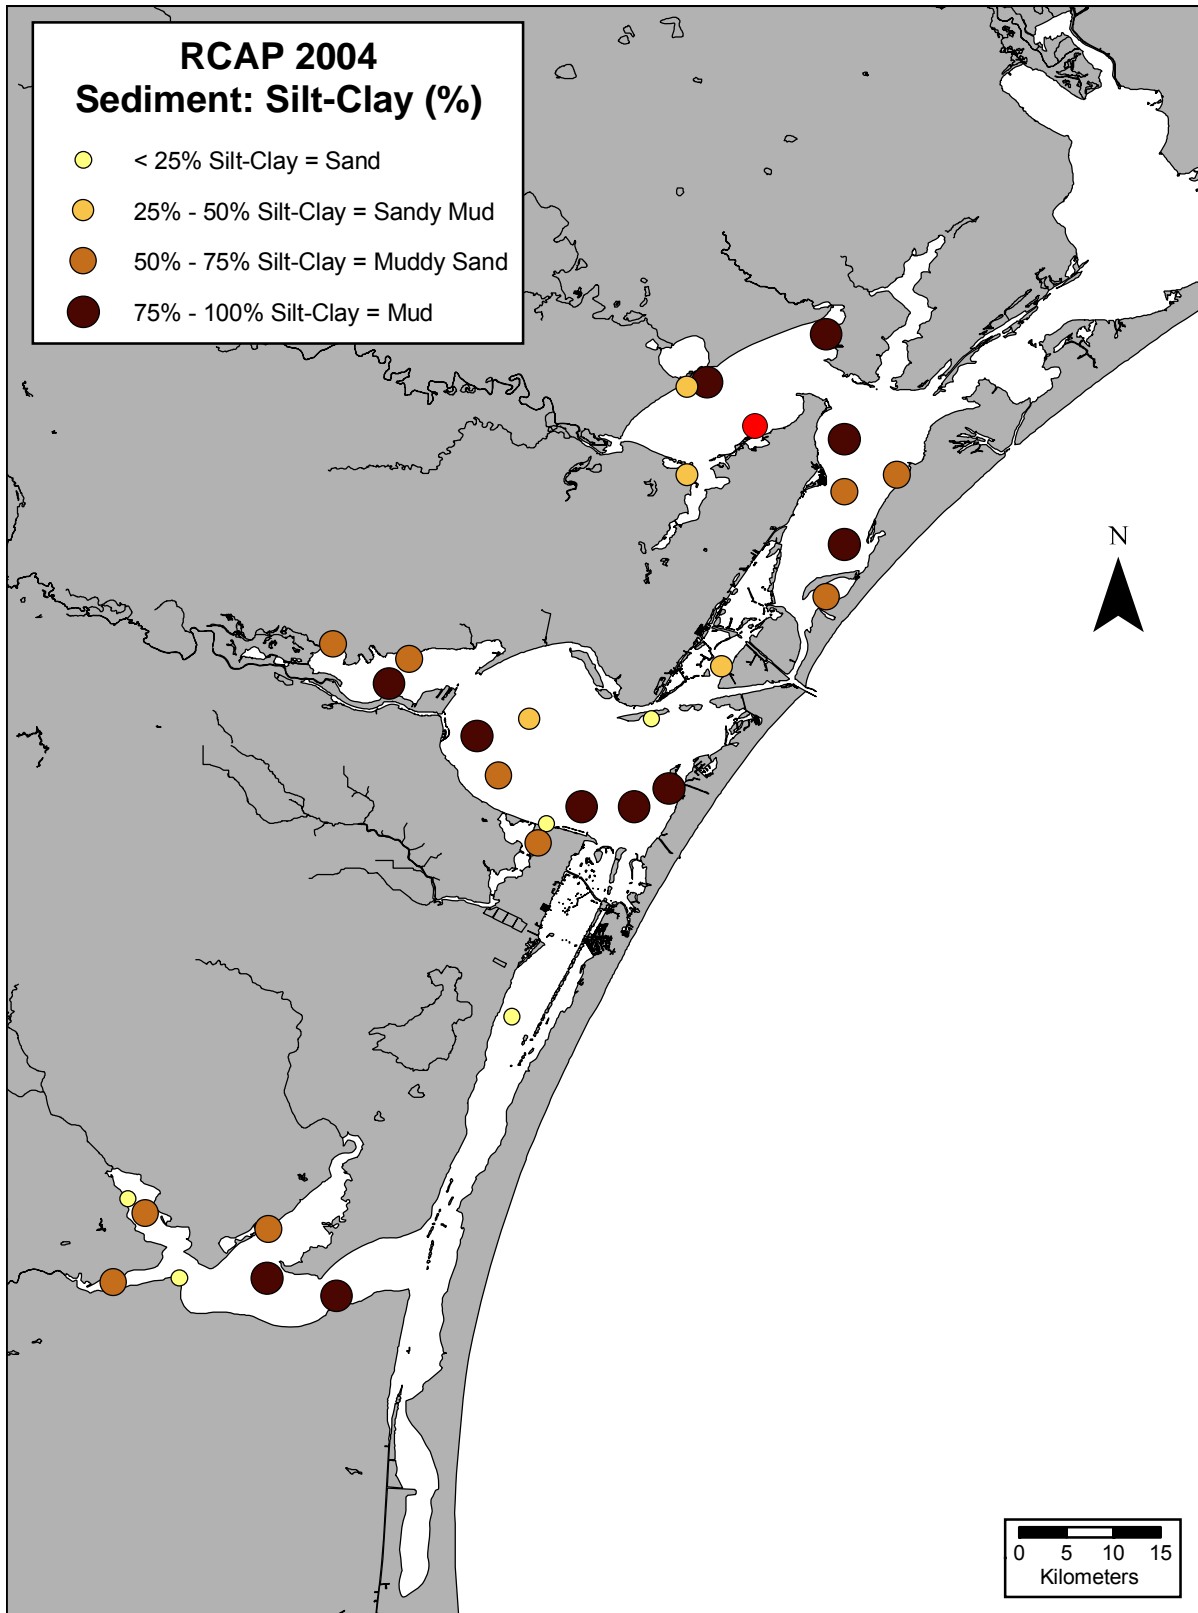 RCAP 2004
Sediment: Silt-Clay (%)
< 25% Silt-Clay = Sand
25% - 50% Silt-Clay = Sandy Mud
50% - 75% Silt-Clay = Muddy Sand
75% - 100% Silt-Clay = Mud
N
0 5 10 15
Kilometers